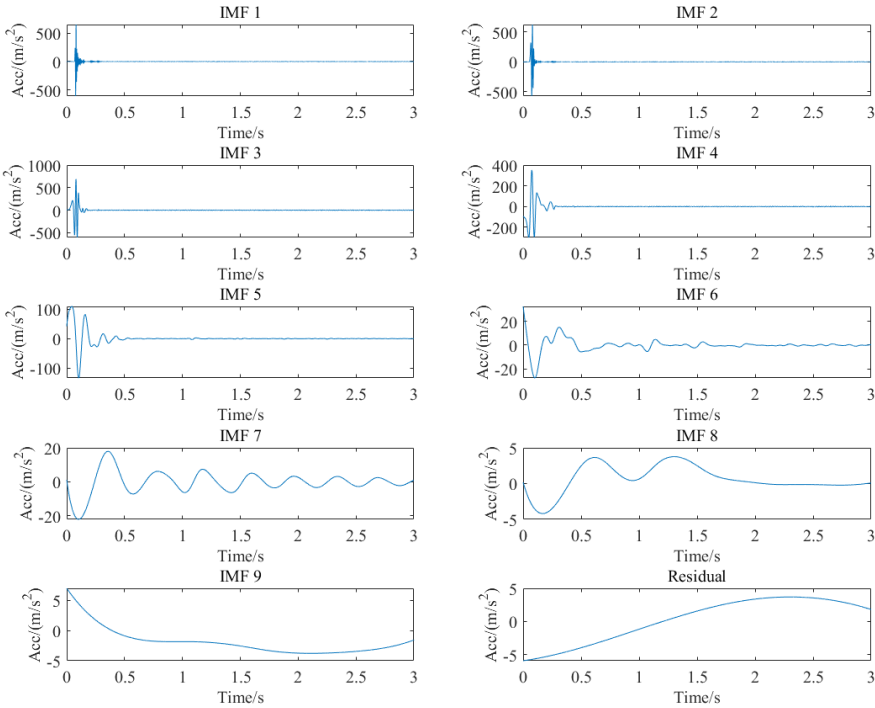 IMF 1
500
0
-500
Acc/(m/s²)
0 0.5 1 1.5 2 2.5 3
Time/s
IMF 2
500
0
-500
Acc/(m/s²)
0 0.5 1 1.5 2 2.5 3
Time/s
IMF 3
1000
500
0
-500
Acc/(m/s²)
0 0.5 1 1.5 2 2.5 3
Time/s
IMF 4
400
200
0
-200
Acc/(m/s²)
0 0.5 1 1.5 2 2.5 3
Time/s
IMF 5
100
0
-100
Acc/(m/s²)
0 0.5 1 1.5 2 2.5 3
Time/s
IMF 6
20
0
-20
Acc/(m/s²)
0 0.5 1 1.5 2 2.5 3
Time/s
IMF 7
20
0
-20
Acc/(m/s²)
0 0.5 1 1.5 2 2.5 3
Time/s
IMF 8
5
0
-5
Acc/(m/s²)
0 0.5 1 1.5 2 2.5 3
Time/s
IMF 9
5
0
-5
Acc/(m/s²)
0 0.5 1 1.5 2 2.5 3
Time/s
Residual
5
0
-5
Acc/(m/s²)
0 0.5 1 1.5 2 2.5 3
Time/s